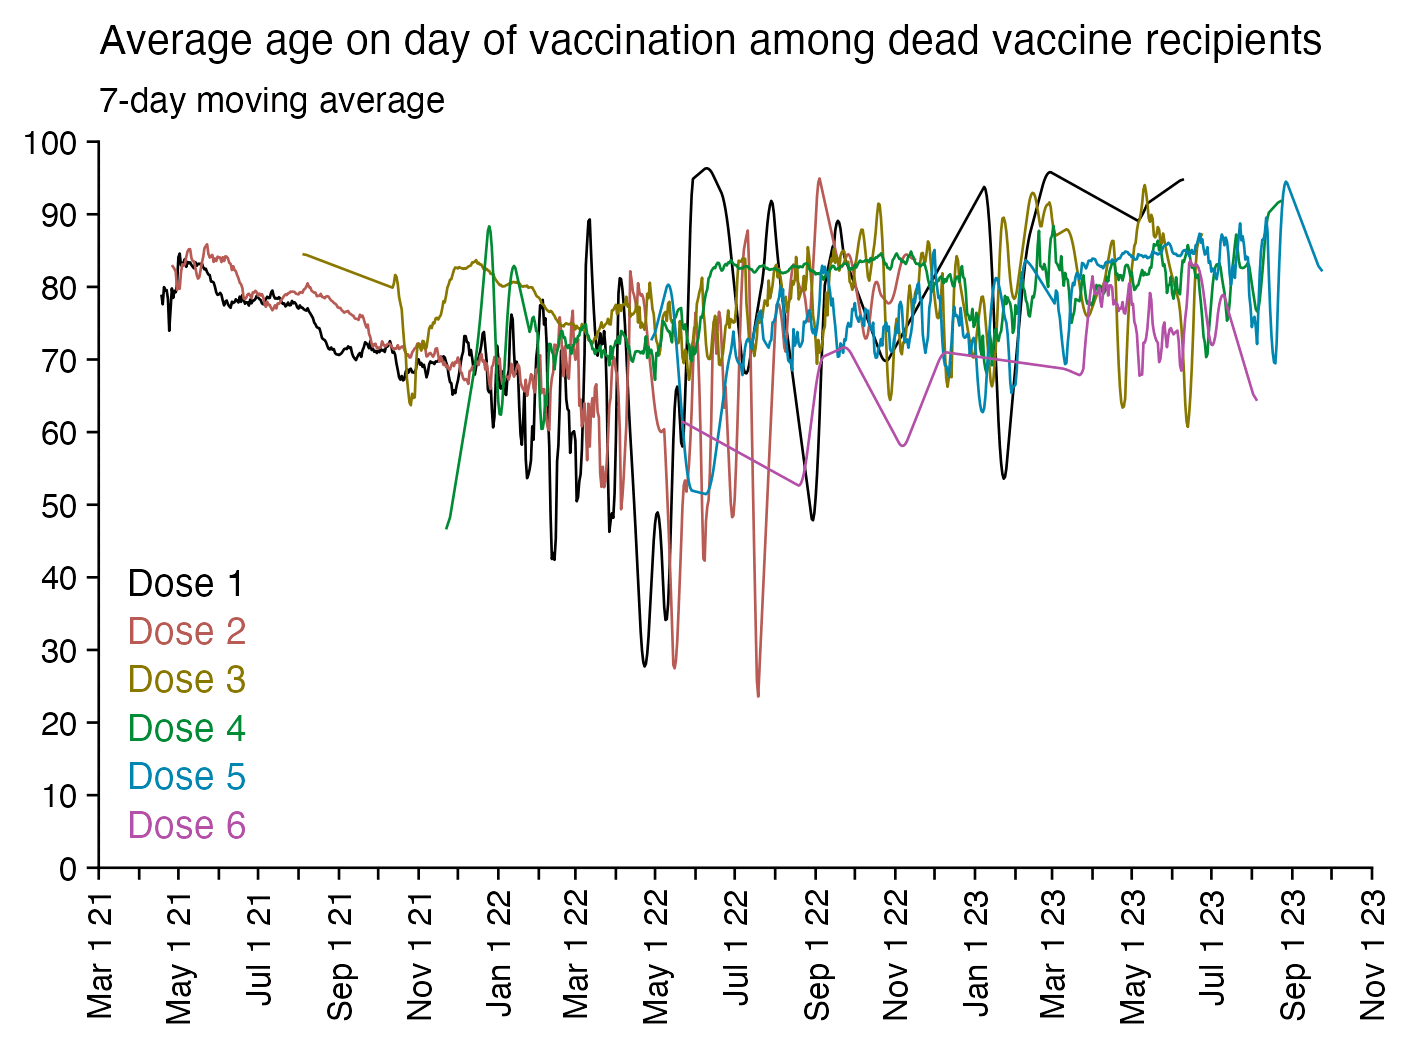 Average age on day of vaccination among dead vaccine recipients
7-day moving average
100
90
80
70
60
50
40
30
20
10
0
Dose 1
Dose 2
Dose 3
Dose 4
Dose 5
Dose 6
Mar 1 21
May 1 21
Jul 1 21
Sep 1 21
Nov 1 21
Jan 1 22
Mar 1 22
May 1 22
Jul 1 22
Sep 1 22
Nov 1 22
Jan 1 23
Mar 1 23
May 1 23
Jul 1 23
Sep 1 23
Nov 1 23